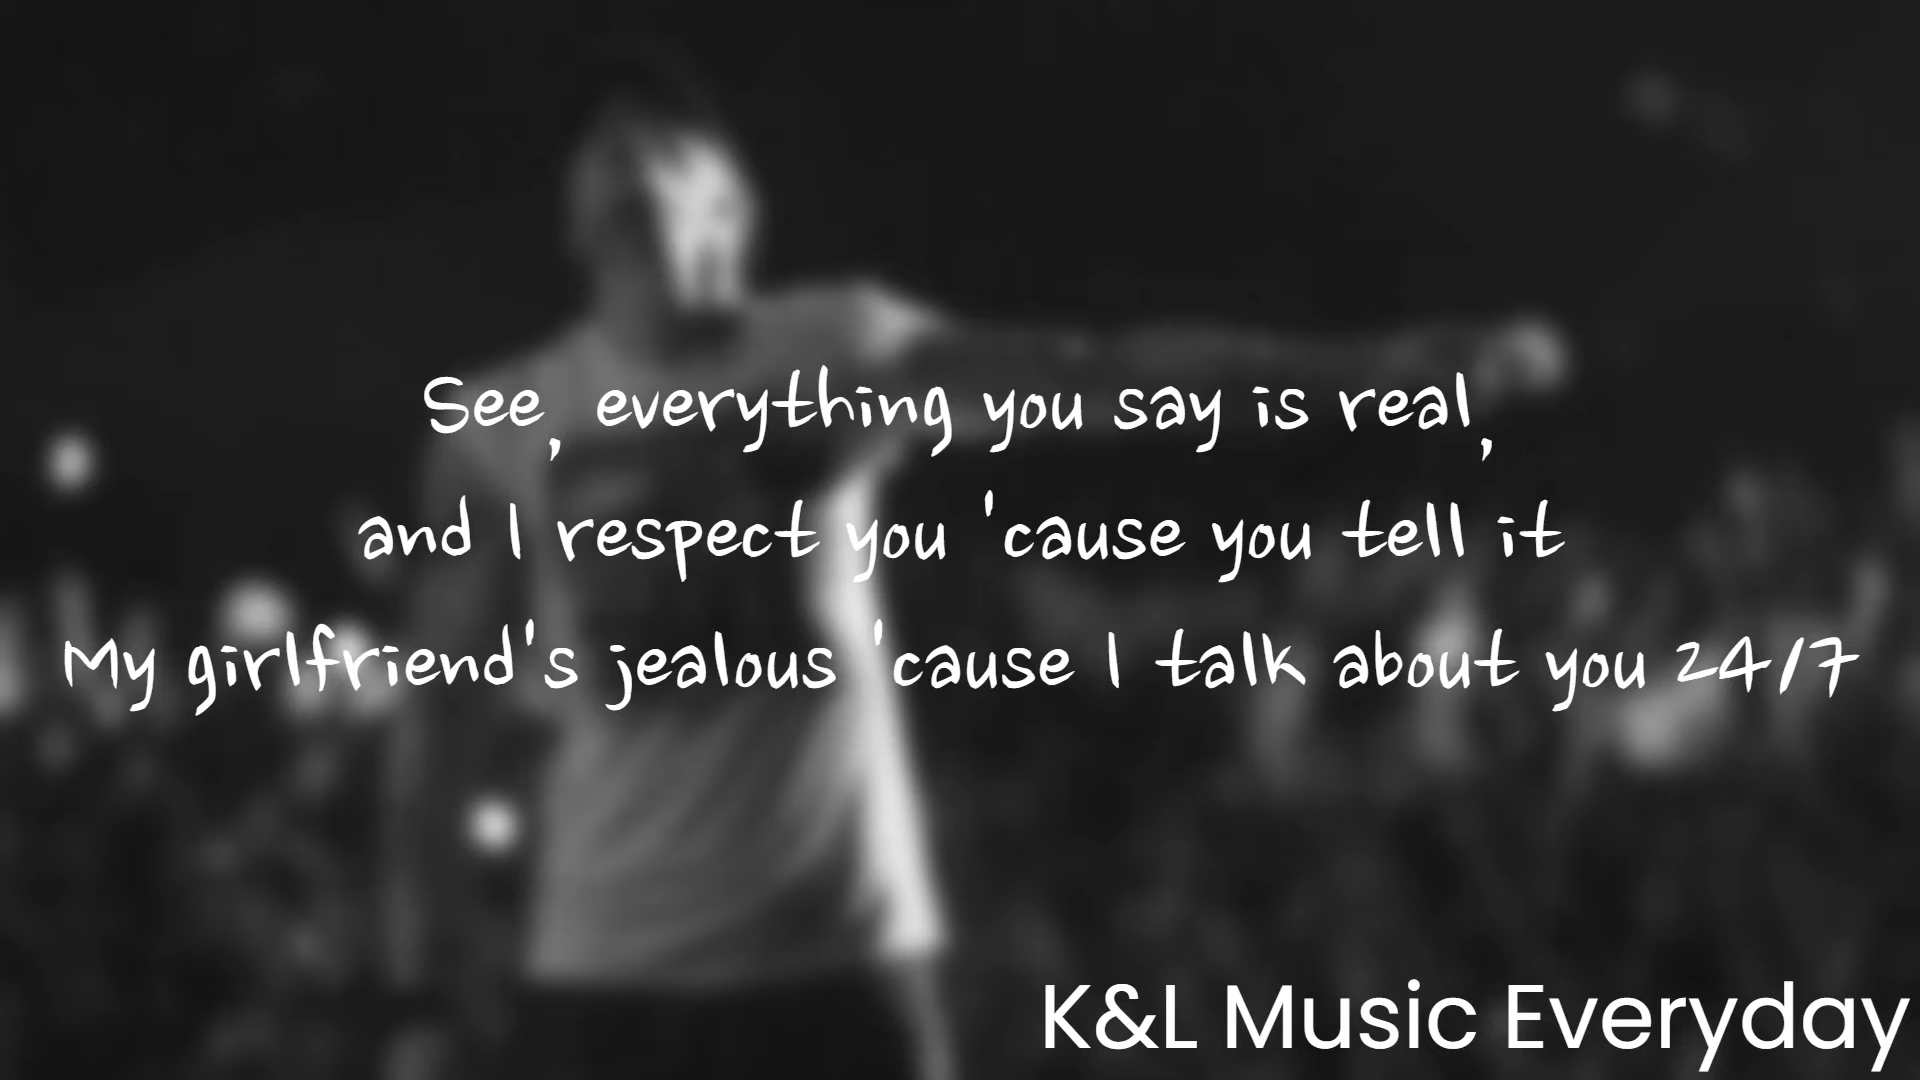 See, everything you say is real,
and I respect you 'cause you tell it
My girlfriend's jealous 'cause I talk about you 24/7
K&L Music Everyday